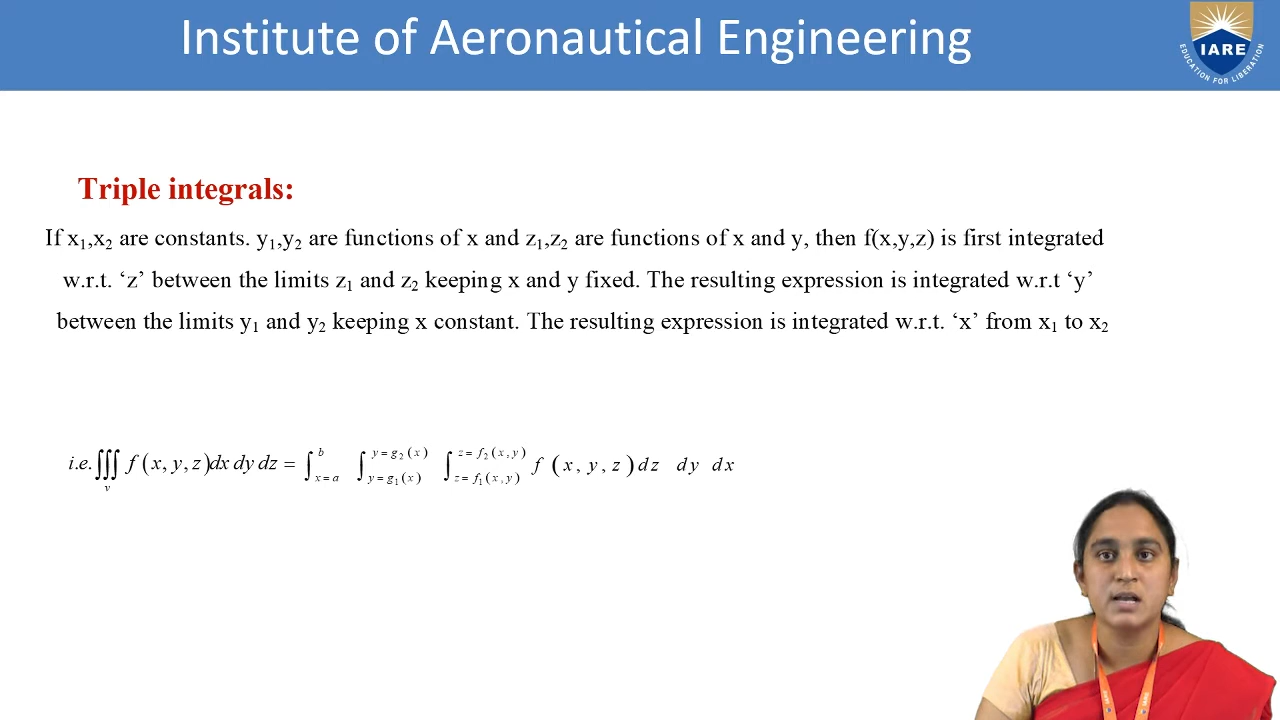 Institute of Aeronautical Engineering
IARE
EDUCATION FOR LIBERATION
Triple integrals:
If x₁,x₂ are constants. y₁,y₂ are functions of x and z₁,z₂ are functions of x and y, then f(x,y,z) is first integrated
w.r.t. ‘z’ between the limits z₁ and z₂ keeping x and y fixed. The resulting expression is integrated w.r.t ‘y’
between the limits y₁ and y₂ keeping x constant. The resulting expression is integrated w.r.t. ‘x’ from x₁ to x₂
i.e. ∭_v f(x, y, z)dx dy dz = ∫_{x=a}^{b} ∫_{y=g₁(x)}^{y=g₂(x)} ∫_{z=f₁(x,y)}^{z=f₂(x,y)} f (x, y, z) dz dy dx